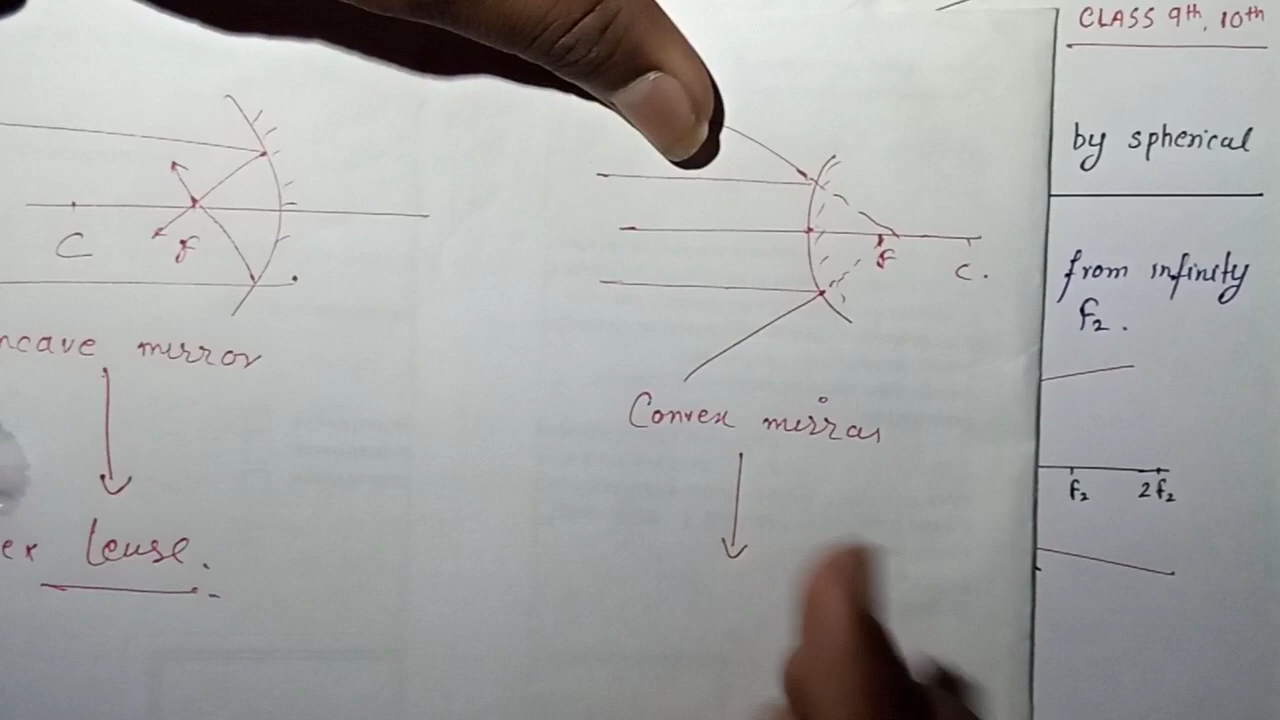 C
f
ncave mirror
ex lense.
f
C.
Convex mirror
CLASS 9th, 10th
by spherical
from infinity
f2.
f2 2f2